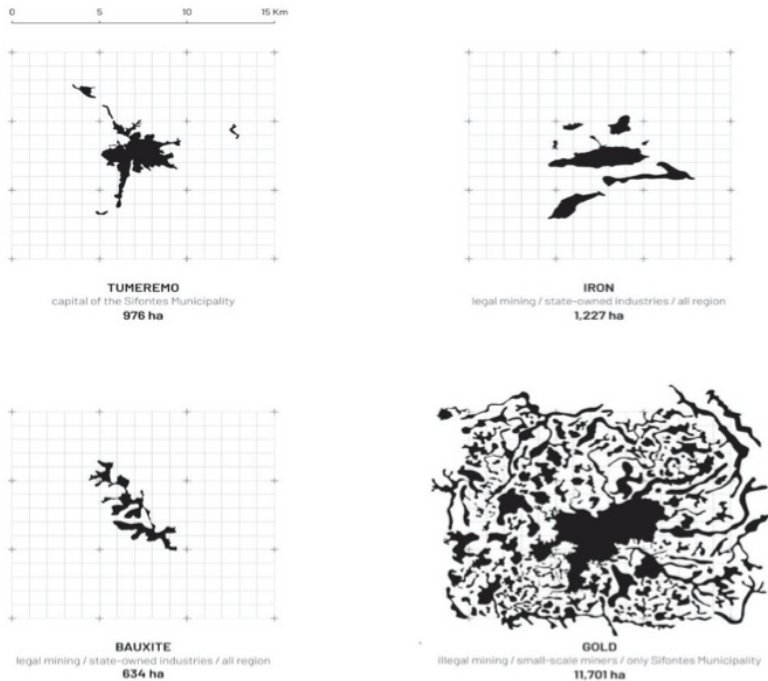 0 5 10 15 Km
TUMEREMO
capital of the Sifontes Municipality
976 ha
IRON
legal mining / state-owned industries / all region
1,227 ha
BAUXITE
legal mining / state-owned industries / all region
634 ha
GOLD
illegal mining / small-scale miners / only Sifontes Municipality
11,701 ha